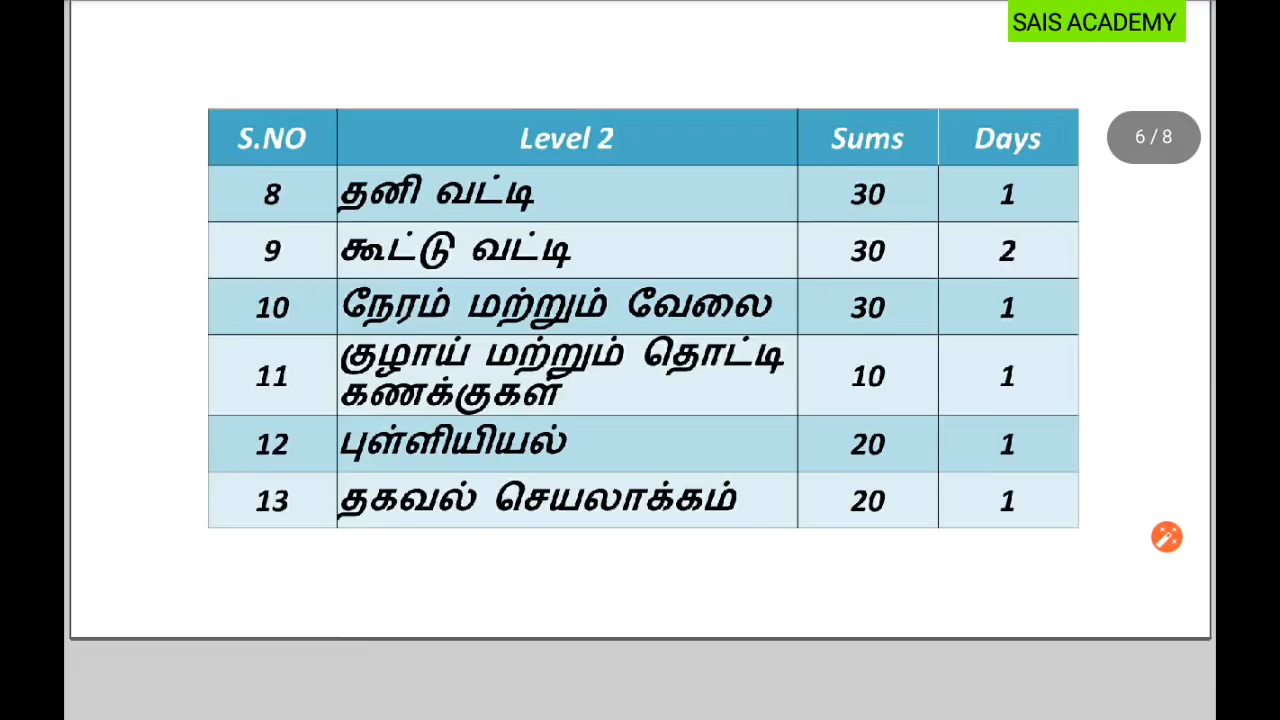 SAIS ACADEMY
S.NO Level 2 Sums Days
6 / 8
8 தனி வட்டி 30 1
9 கூட்டு வட்டி 30 2
10 நேரம் மற்றும் வேலை 30 1
11 குழாய் மற்றும் தொட்டி 10 1
கணக்குகள்
12 புள்ளியியல் 20 1
13 தகவல் செயலாக்கம் 20 1